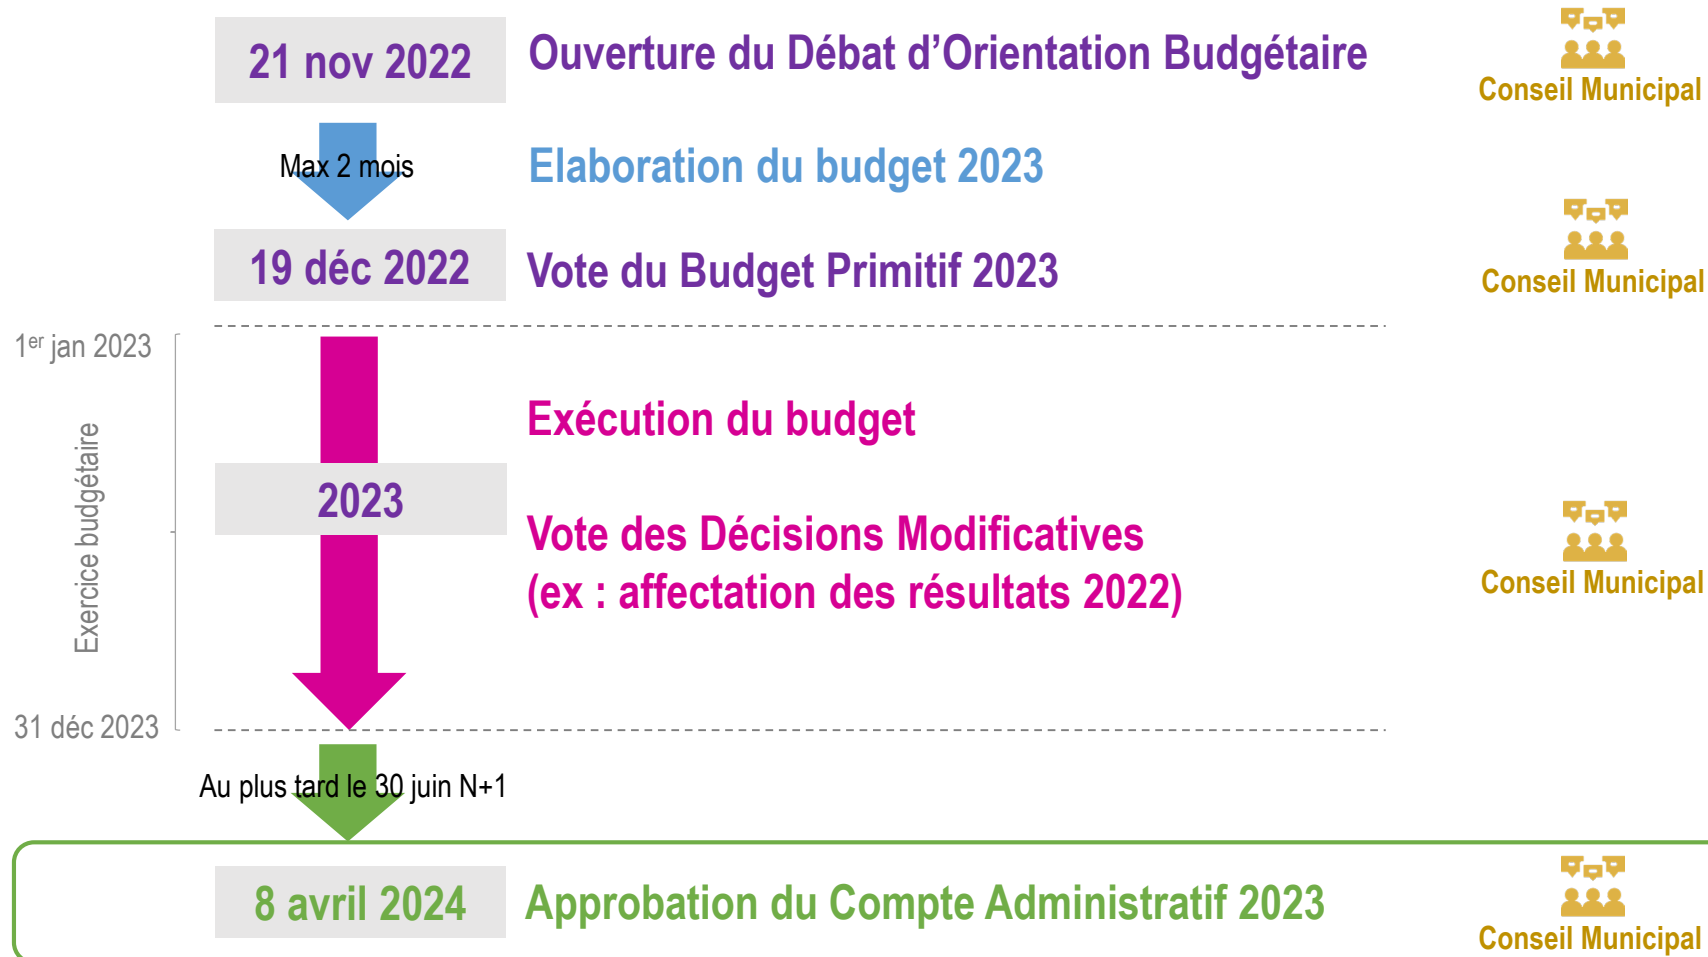 21 nov 2022
Ouverture du Débat d’Orientation Budgétaire
Conseil Municipal
Max 2 mois
Elaboration du budget 2023
19 déc 2022
Vote du Budget Primitif 2023
Conseil Municipal
1er jan 2023
Exercice budgétaire
31 déc 2023
2023
Exécution du budget
Vote des Décisions Modificatives
(ex : affectation des résultats 2022)
Conseil Municipal
Au plus tard le 30 juin N+1
8 avril 2024
Approbation du Compte Administratif 2023
Conseil Municipal